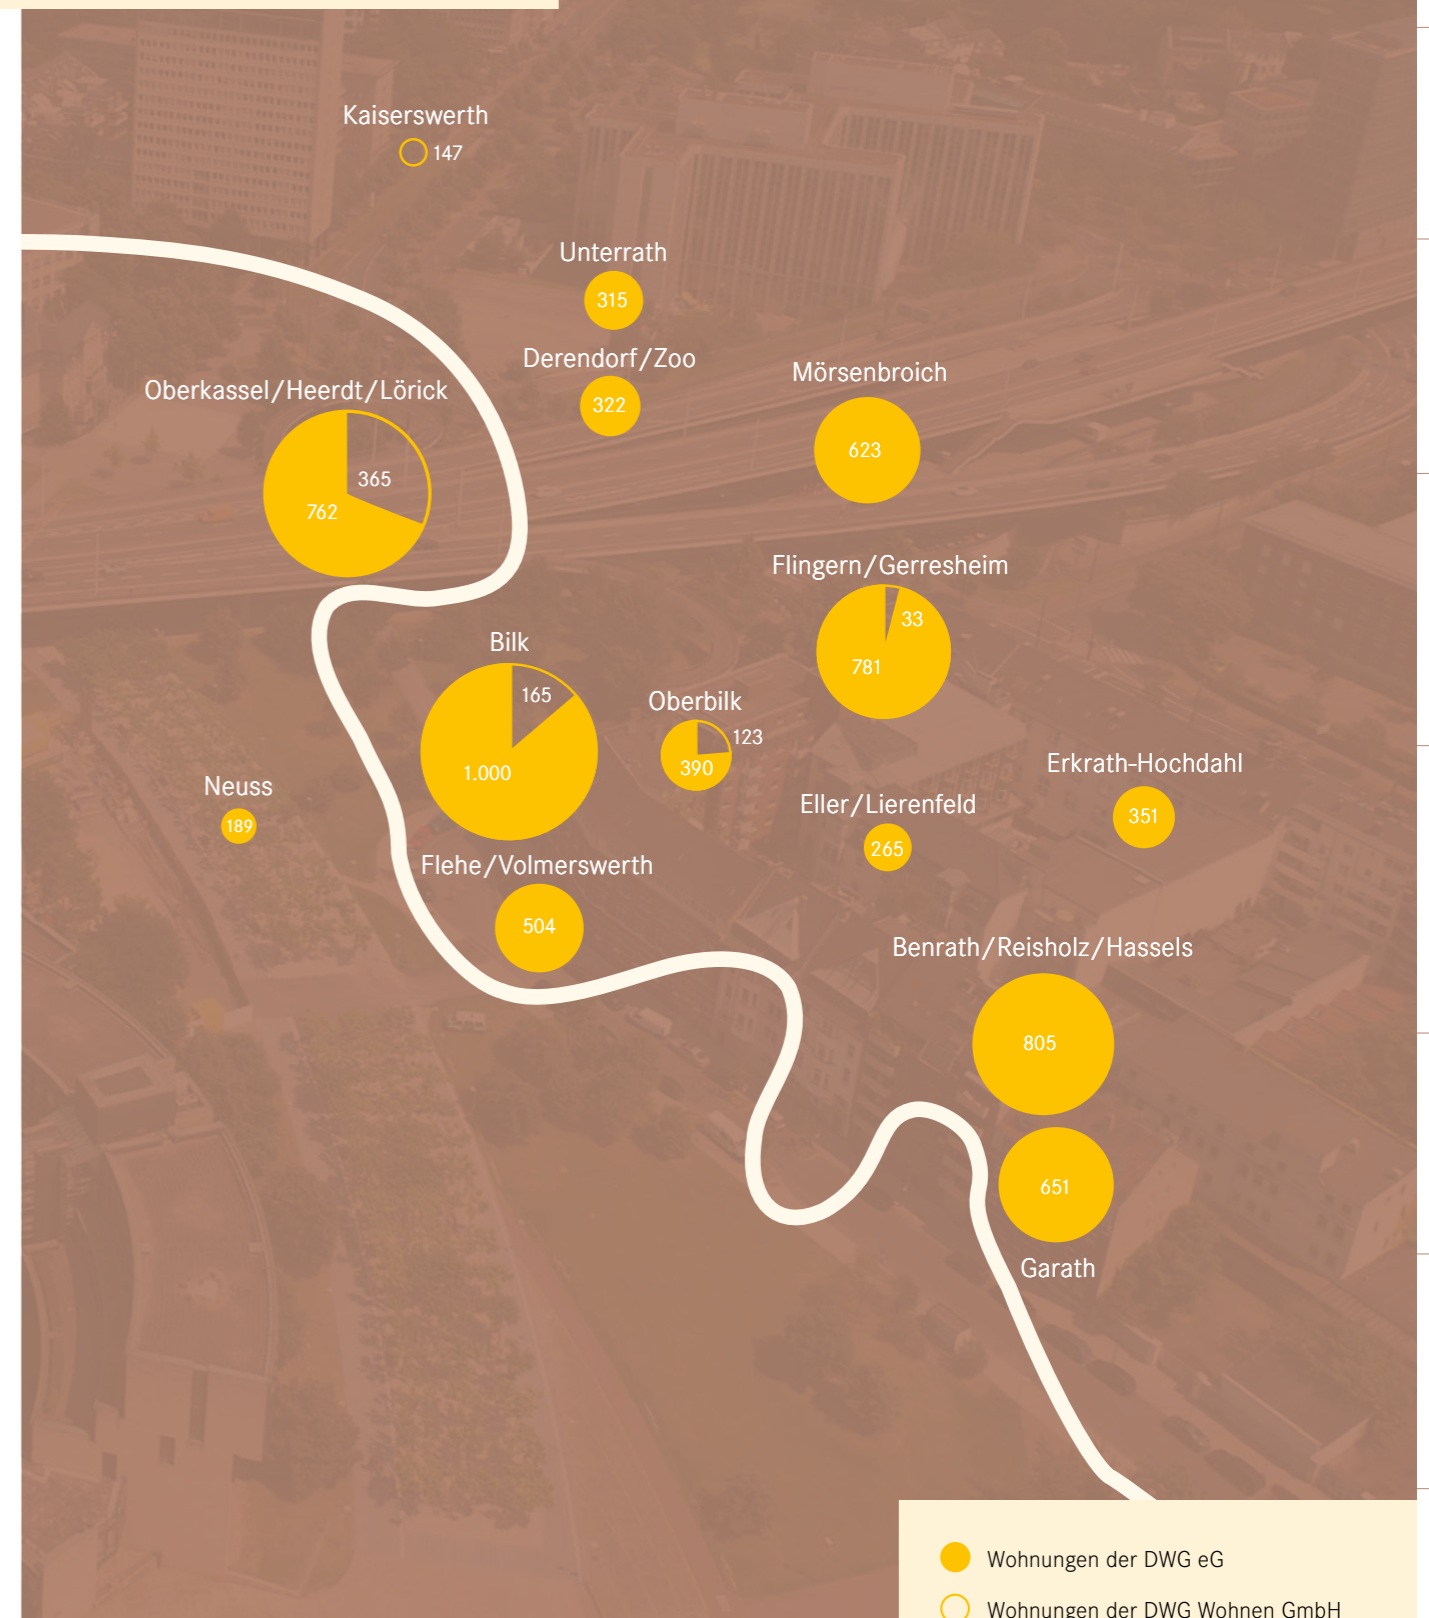 Kaiserswerth
147
Unterrath
315
Derendorf/Zoo
322
Mörsenbroich
623
Oberkassel/Heerdt/Lörick
365
762
Flingern/Gerresheim
33
781
Bilk
165
1.000
Oberbilk
123
390
Neuss
189
Erkrath-Hochdahl
351
Eller/Lierenfeld
265
Flehe/Volmerswerth
504
Benrath/Reisholz/Hassels
805
651
Garath
Wohnungen der DWG eG
Wohnungen der DWG Wohnen GmbH